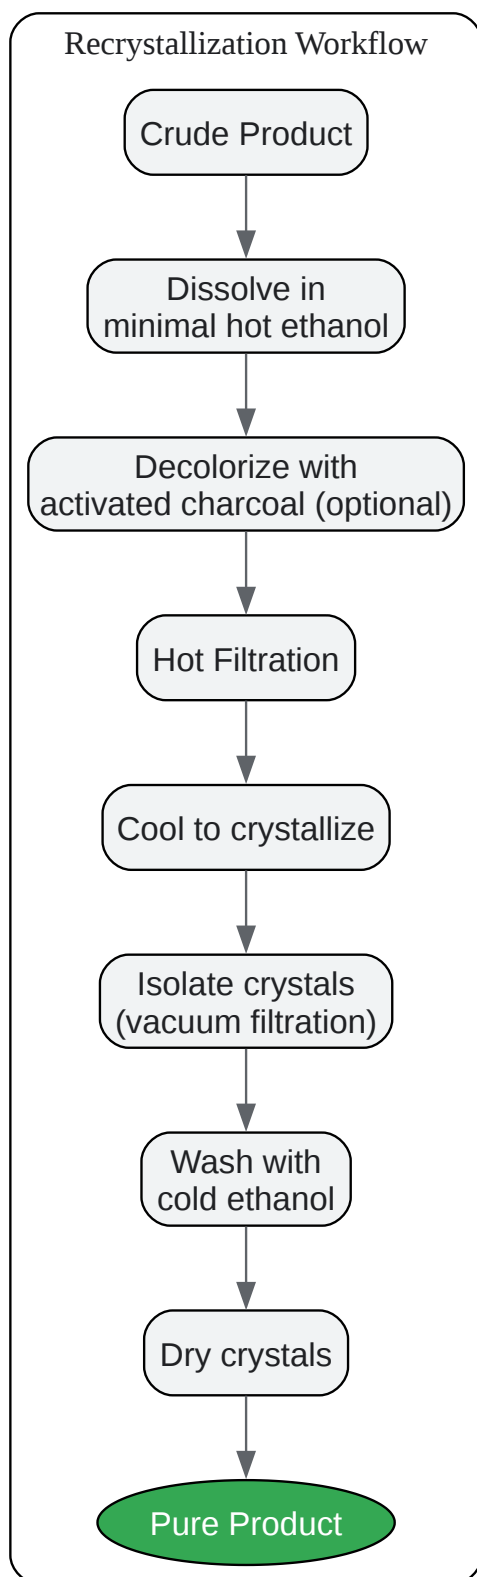 Recrystallization Workflow
Crude Product
Dissolve in
minimal hot ethanol
Decolorize with
activated charcoal (optional)
Hot Filtration
Cool to crystallize
Isolate crystals
(vacuum filtration)
Wash with
cold ethanol
Dry crystals
Pure Product